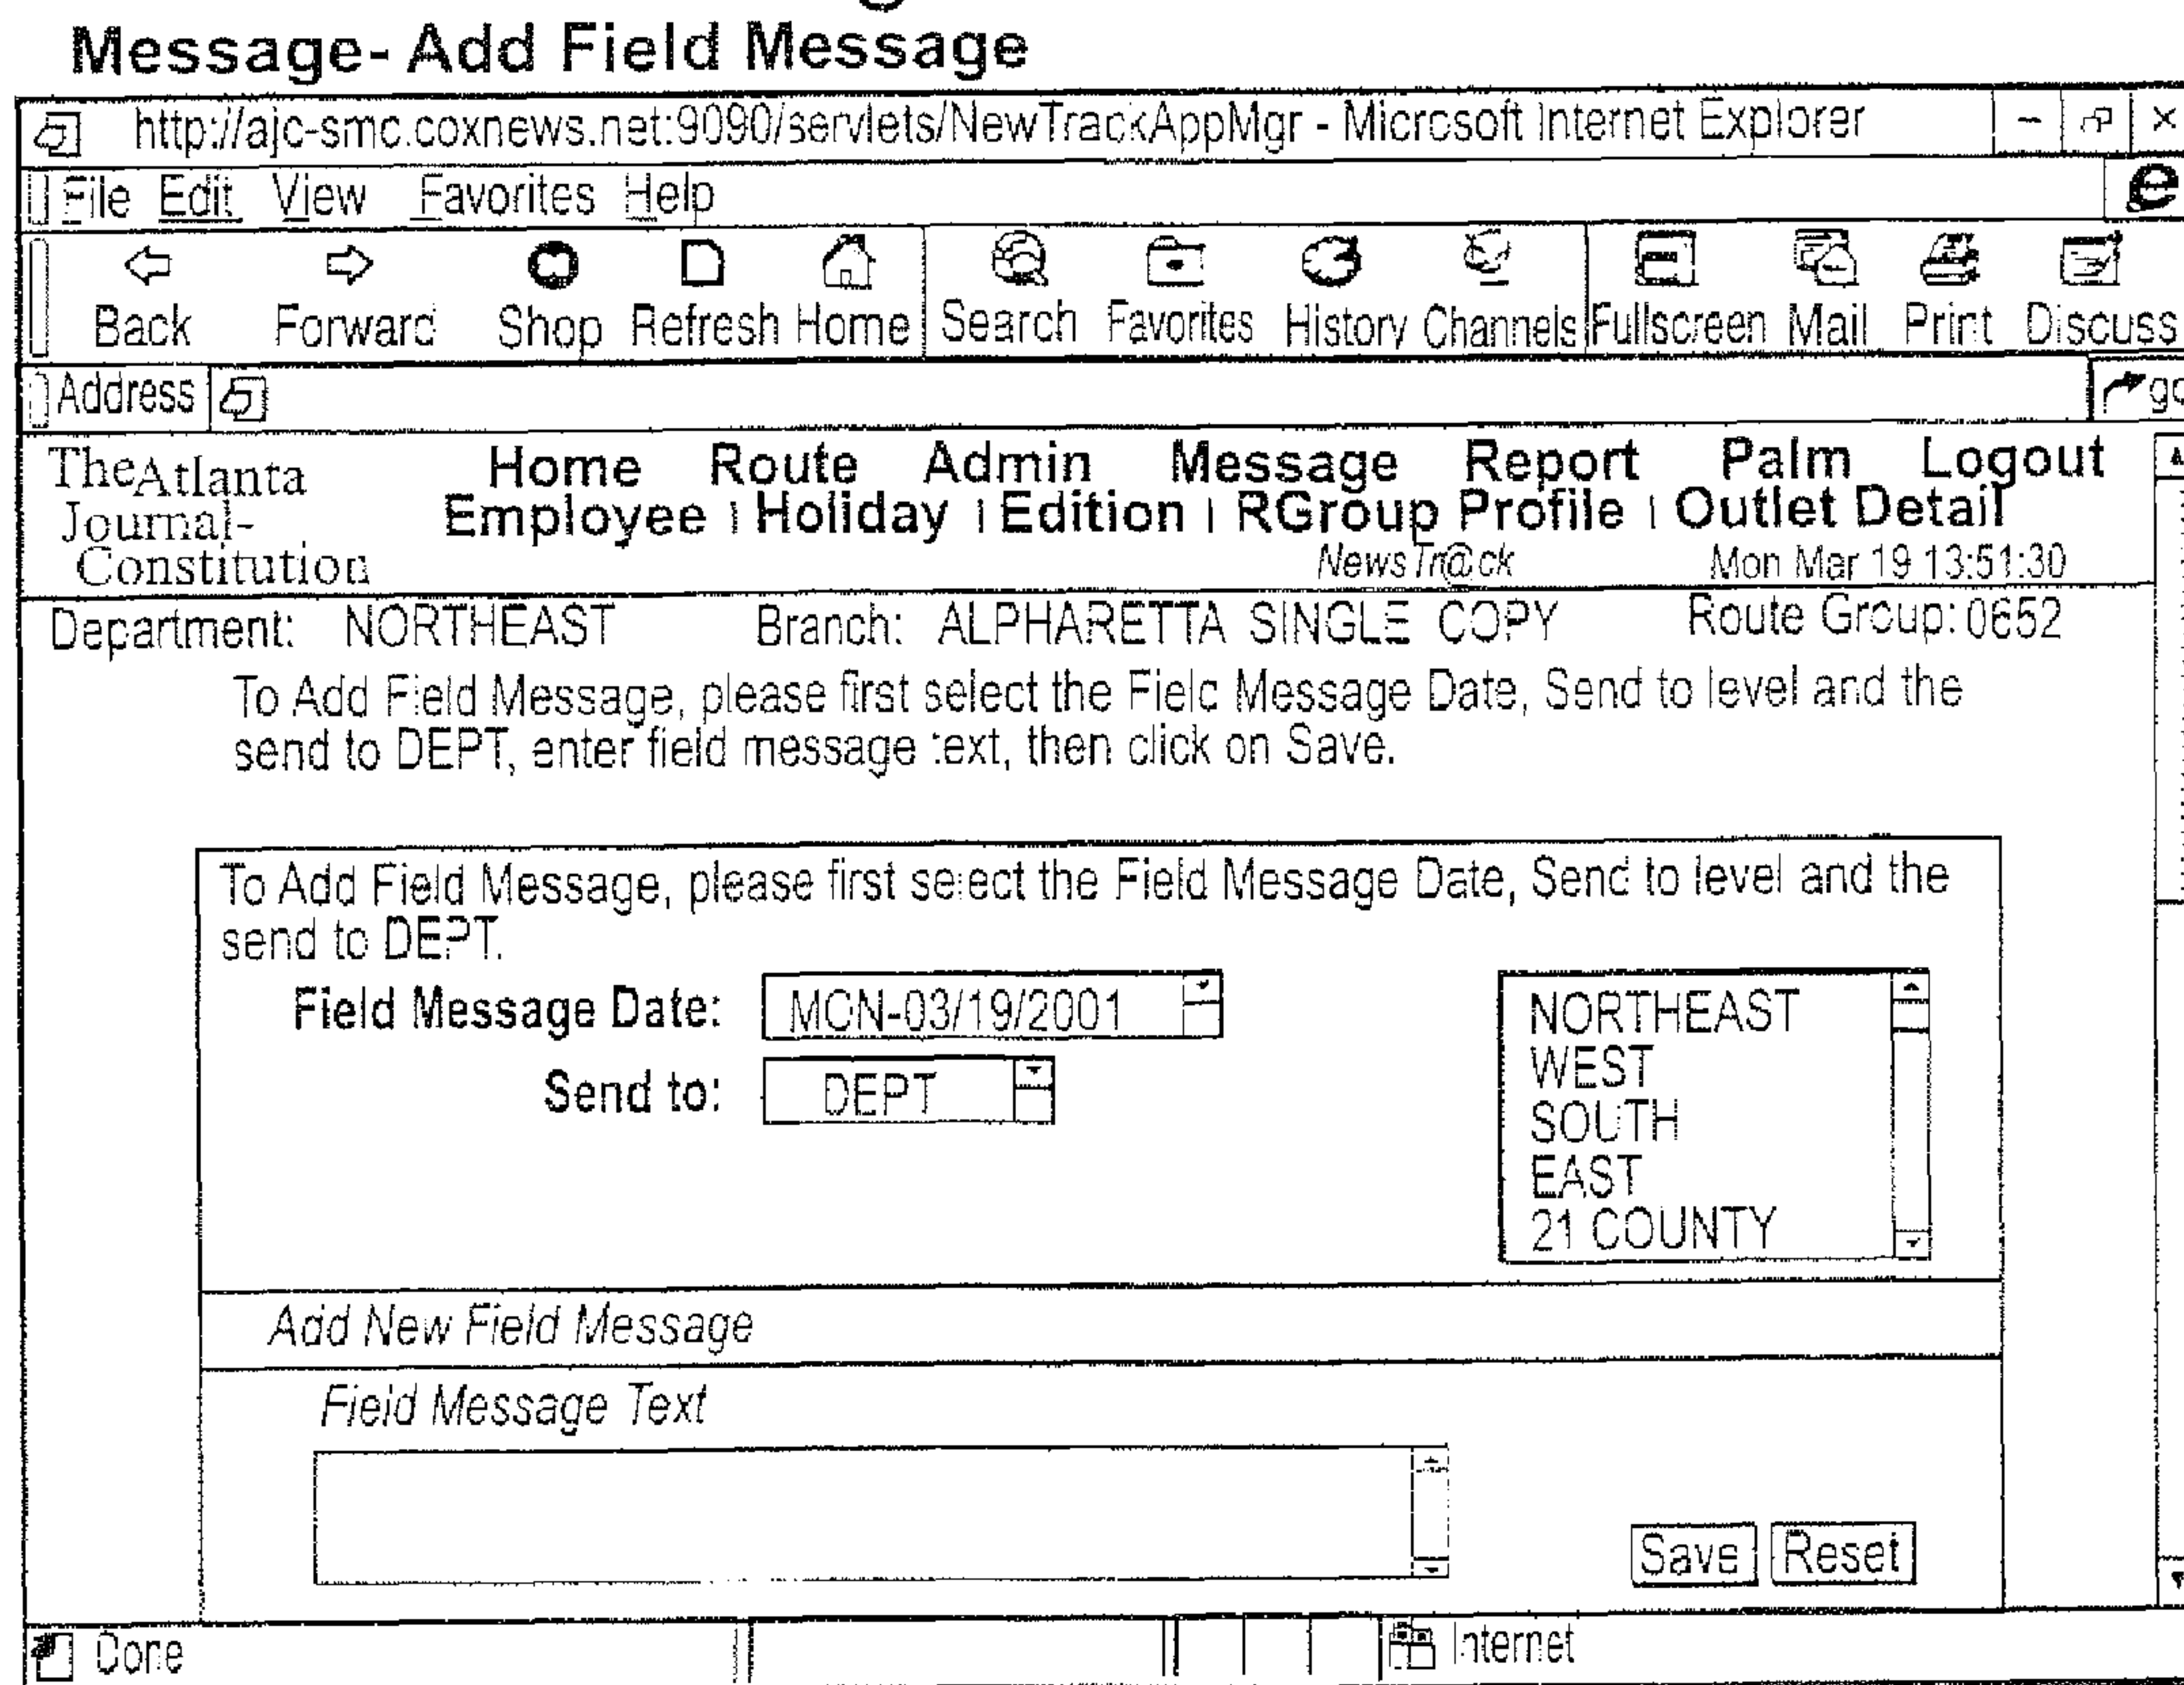 Message- Add Field Message
http://ajc-smc.coxnews.net:9090/servlets/NewTrackAppMgr - Microsoft Internet Explorer
File Edit View Favorites Help
Back Forward Shop Refresh Home Search Favorites History Channels Fullscreen Mail Print Discuss
Address go
The Atlanta
Journal-
Constitution
Home Route Admin Message Report Palm Logout
Employee | Holiday | Edition | RGroup Profile | Outlet Detail
NewsTr@ck Mon Mar 19 13:51:30
Department: NORTHEAST Branch: ALPHARETTA SINGLE COPY Route Group: 0652
To Add Field Message, please first select the Field Message Date, Send to level and the
send to DEPT, enter field message text, then click on Save.
To Add Field Message, please first select the Field Message Date, Send to level and the
send to DEPT.
Field Message Date: MON-03/19/2001
Send to: DEPT
NORTHEAST
WEST
SOUTH
EAST
21 COUNTY
Add New Field Message
Field Message Text
Save Reset
Done Internet